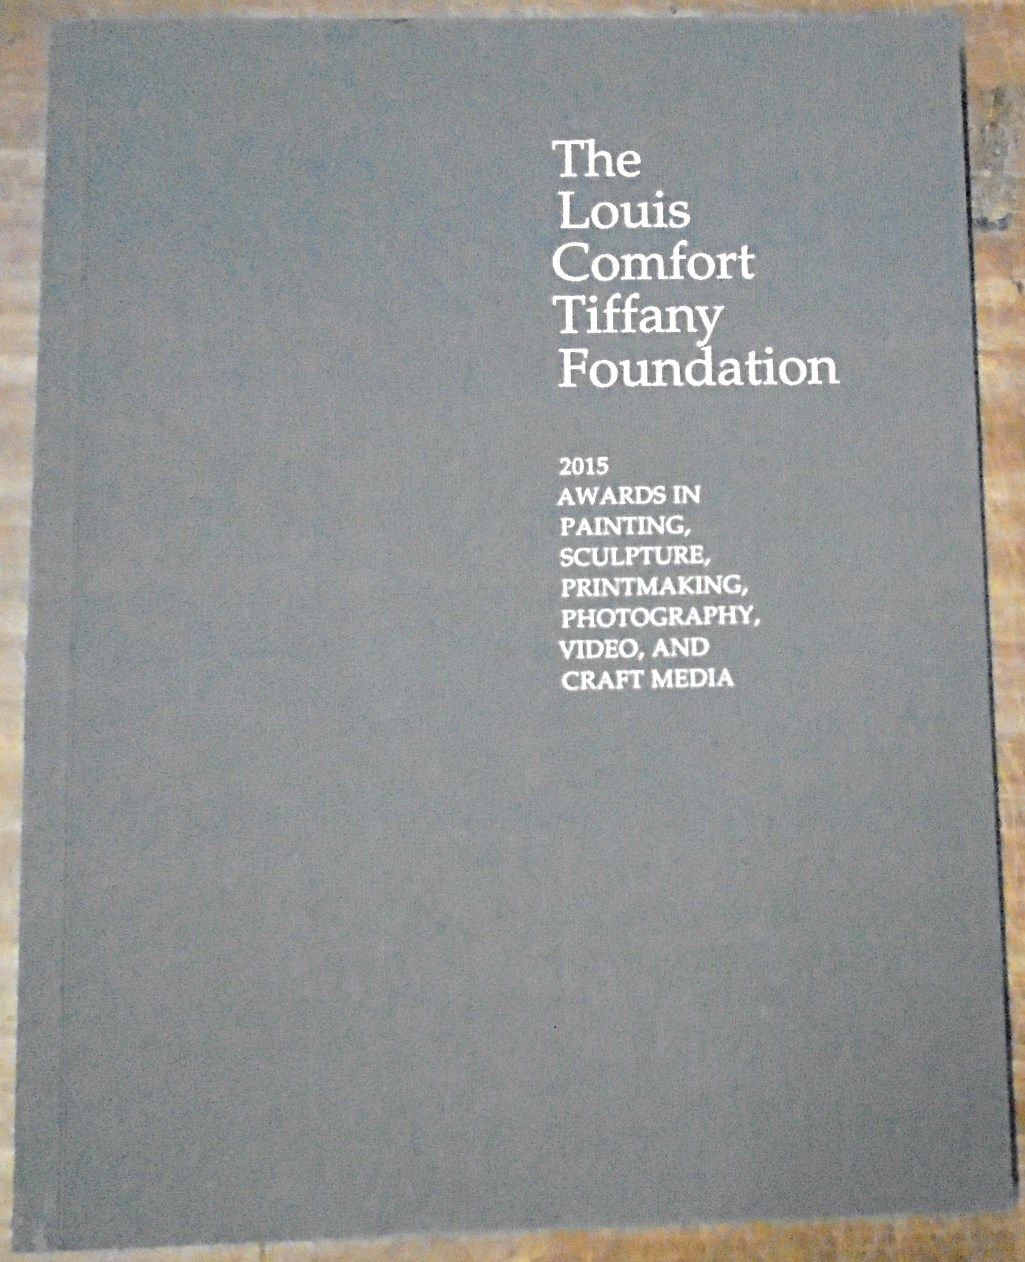 The
Louis
Comfort
Tiffany
Foundation
2015
AWARDS IN
PAINTING,
SCULPTURE,
PRINTMAKING,
PHOTOGRAPHY,
VIDEO, AND
CRAFT MEDIA